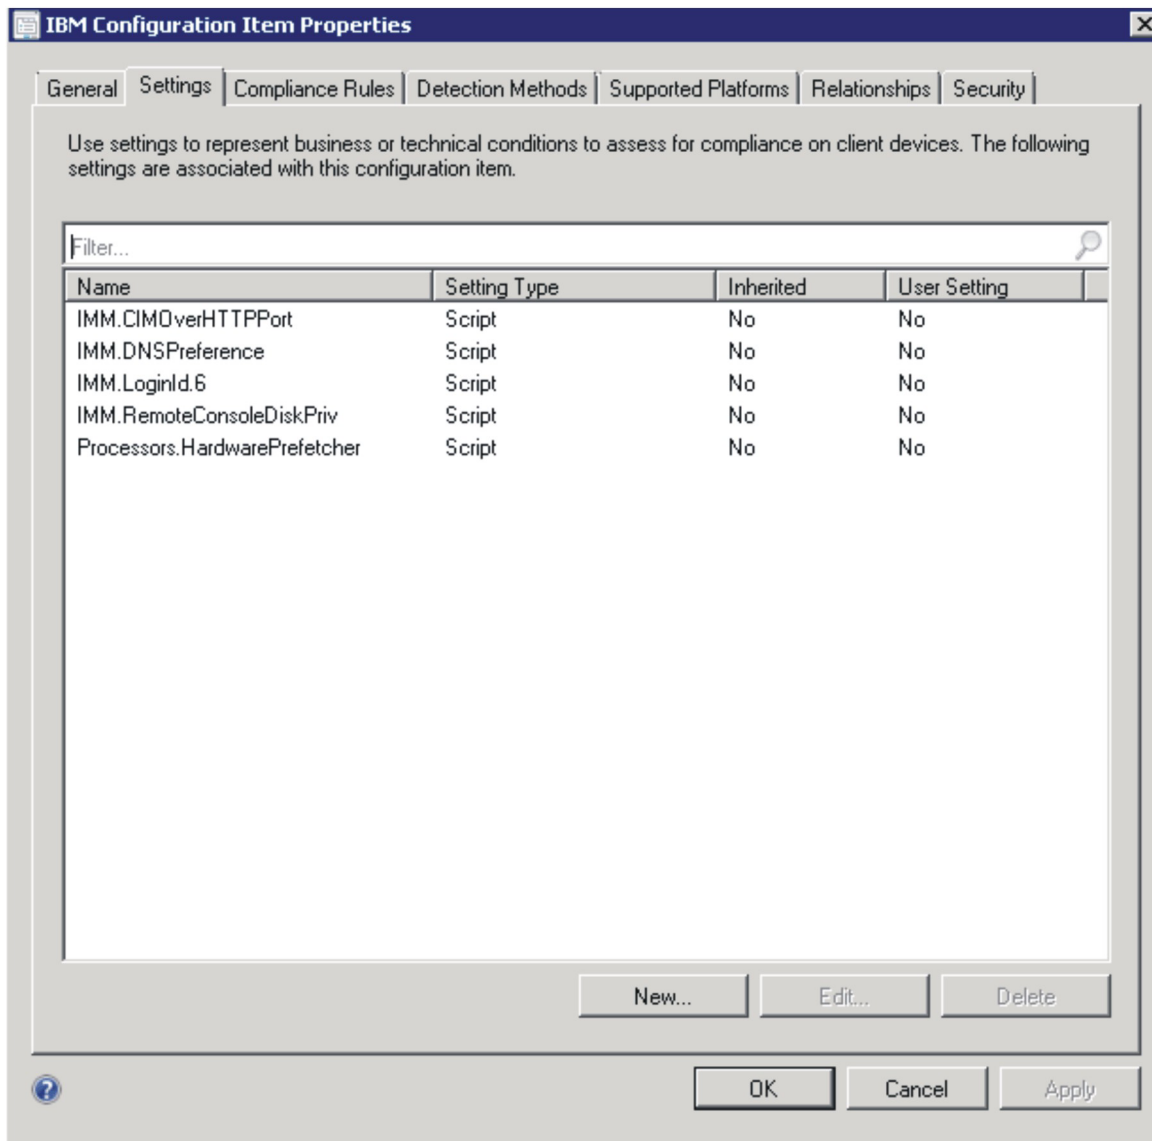 IBM Configuration Item Properties
General Settings Compliance Rules Detection Methods Supported Platforms Relationships Security
Use settings to represent business or technical conditions to assess for compliance on client devices. The following
settings are associated with this configuration item.
Filter...
Name Setting Type Inherited User Setting
IMM.CIMOverHTTPPort Script No No
IMM.DNSPreference Script No No
IMM.LoginId.6 Script No No
IMM.RemoteConsoleDiskPriv Script No No
Processors.HardwarePrefetcher Script No No
New... Edit... Delete
? OK Cancel Apply